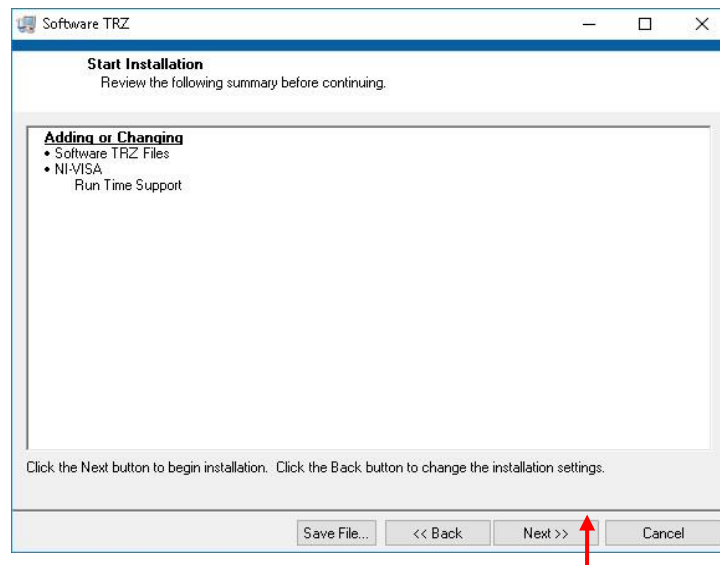 Software TRZ
Start Installation
Review the following summary before continuing.
Adding or Changing
• Software TRZ Files
• NI-VISA
Run Time Support
Click the Next button to begin installation.  Click the Back button to change the installation settings.
Save File... << Back Next >> Cancel